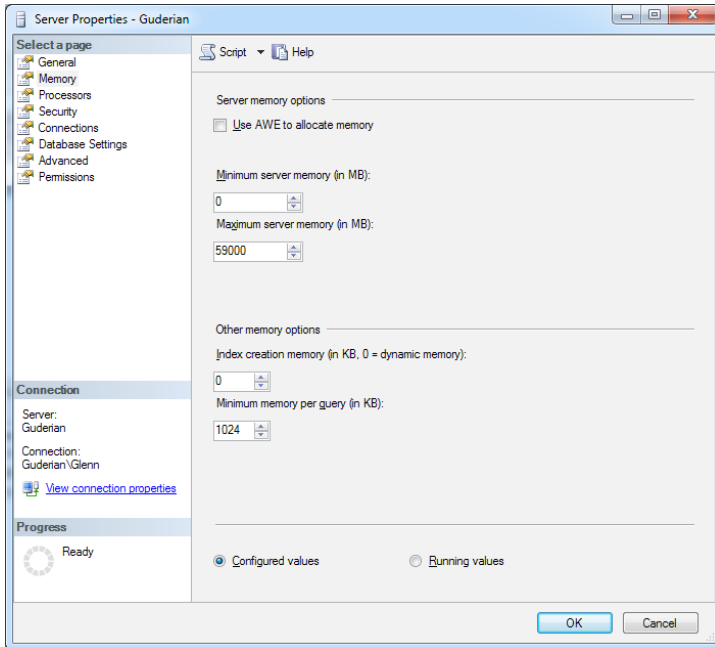 Server Properties - Guderian
Select a page
General
Memory
Processors
Security
Connections
Database Settings
Advanced
Permissions
Script
Help
Server memory options
Use AWE to allocate memory
Minimum server memory (in MB):
0
Maximum server memory (in MB):
59000
Other memory options
Index creation memory (in KB, 0 = dynamic memory):
0
Minimum memory per query (in KB):
1024
Configured values
Running values
Connection
Server:
Guderian
Connection:
Guderian\Glenn
View connection properties
Progress
Ready
OK
Cancel